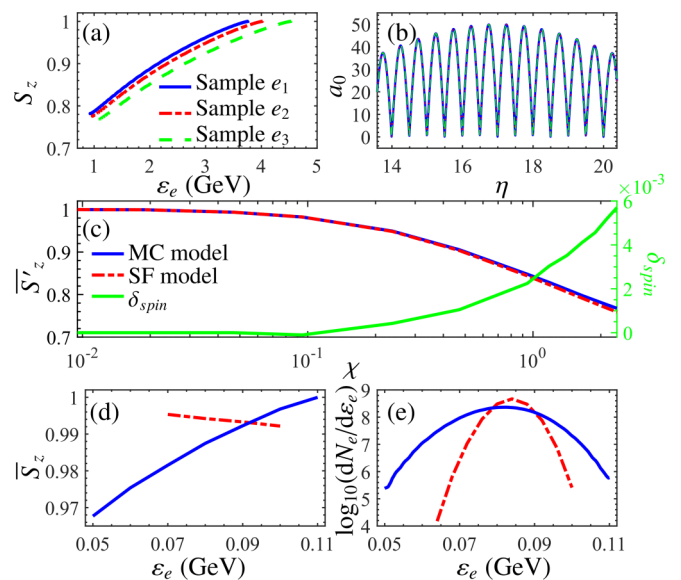 (a)
S_z
1
0.9
0.8
0.7
Sample e_1
Sample e_2
Sample e_3
1 2 3 4 5
ε_e (GeV)
(b)
a_0
50
40
30
20
10
0
14 16 18 20
η
(c)
S̅'̅_z
1
0.9
0.8
0.7
MC model
SF model
δ_spin
×10^-3
6
4
2
0
δ_spin
10^-2 10^-1 10^0
χ
(d)
S̅_z
1
0.99
0.98
0.97
0.05 0.07 0.09 0.11
ε_e (GeV)
(e)
log_10(dN_e/dε_e)
9
8
7
6
5
4
0.05 0.07 0.09 0.11
ε_e (GeV)